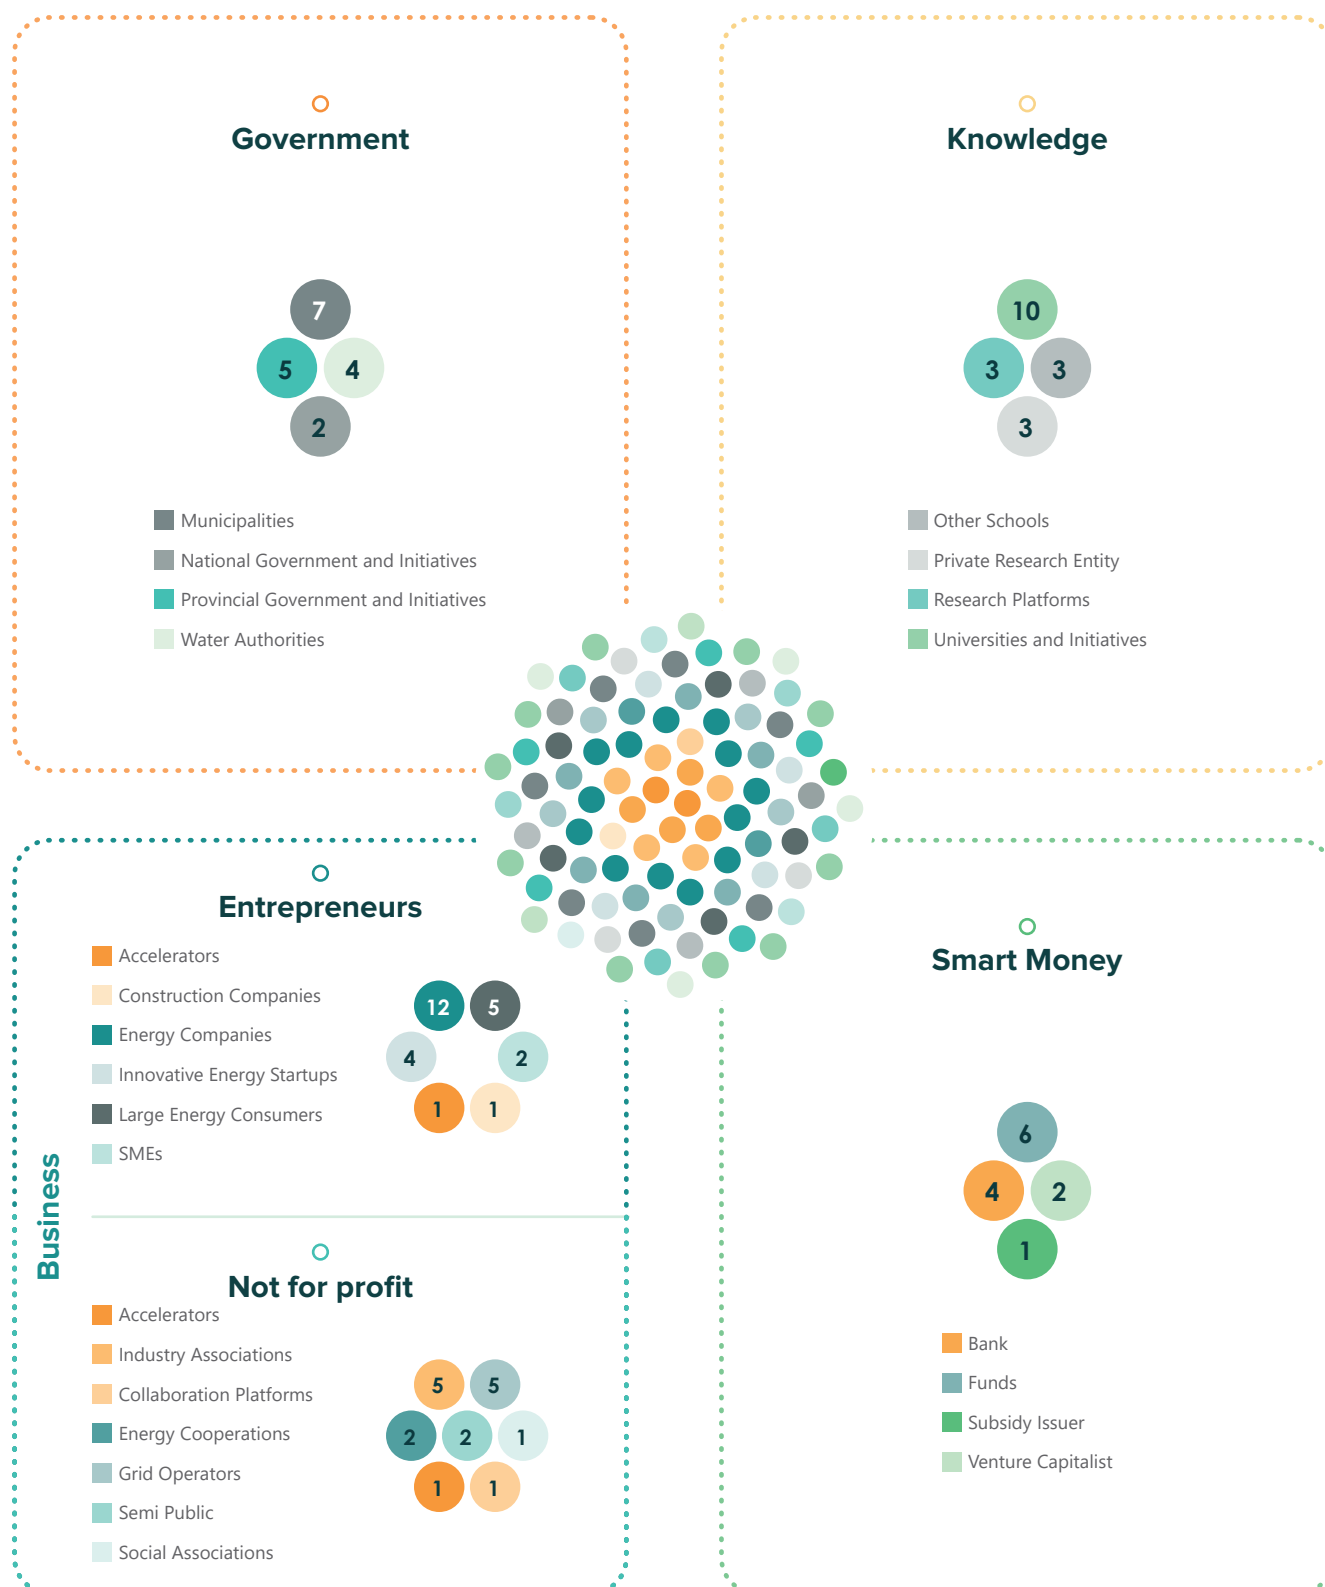 Government
7
5
4
2
Municipalities
National Government and Initiatives
Provincial Government and Initiatives
Water Authorities
Knowledge
10
3
3
3
Other Schools
Private Research Entity
Research Platforms
Universities and Initiatives
Business
Entrepreneurs
Accelerators
Construction Companies
Energy Companies
Innovative Energy Startups
Large Energy Consumers
SMEs
12
5
4
2
1
1
Not for profit
Accelerators
Industry Associations
Collaboration Platforms
Energy Cooperations
Grid Operators
Semi Public
Social Associations
5
5
2
2
1
1
1
Smart Money
6
4
2
1
Bank
Funds
Subsidy Issuer
Venture Capitalist